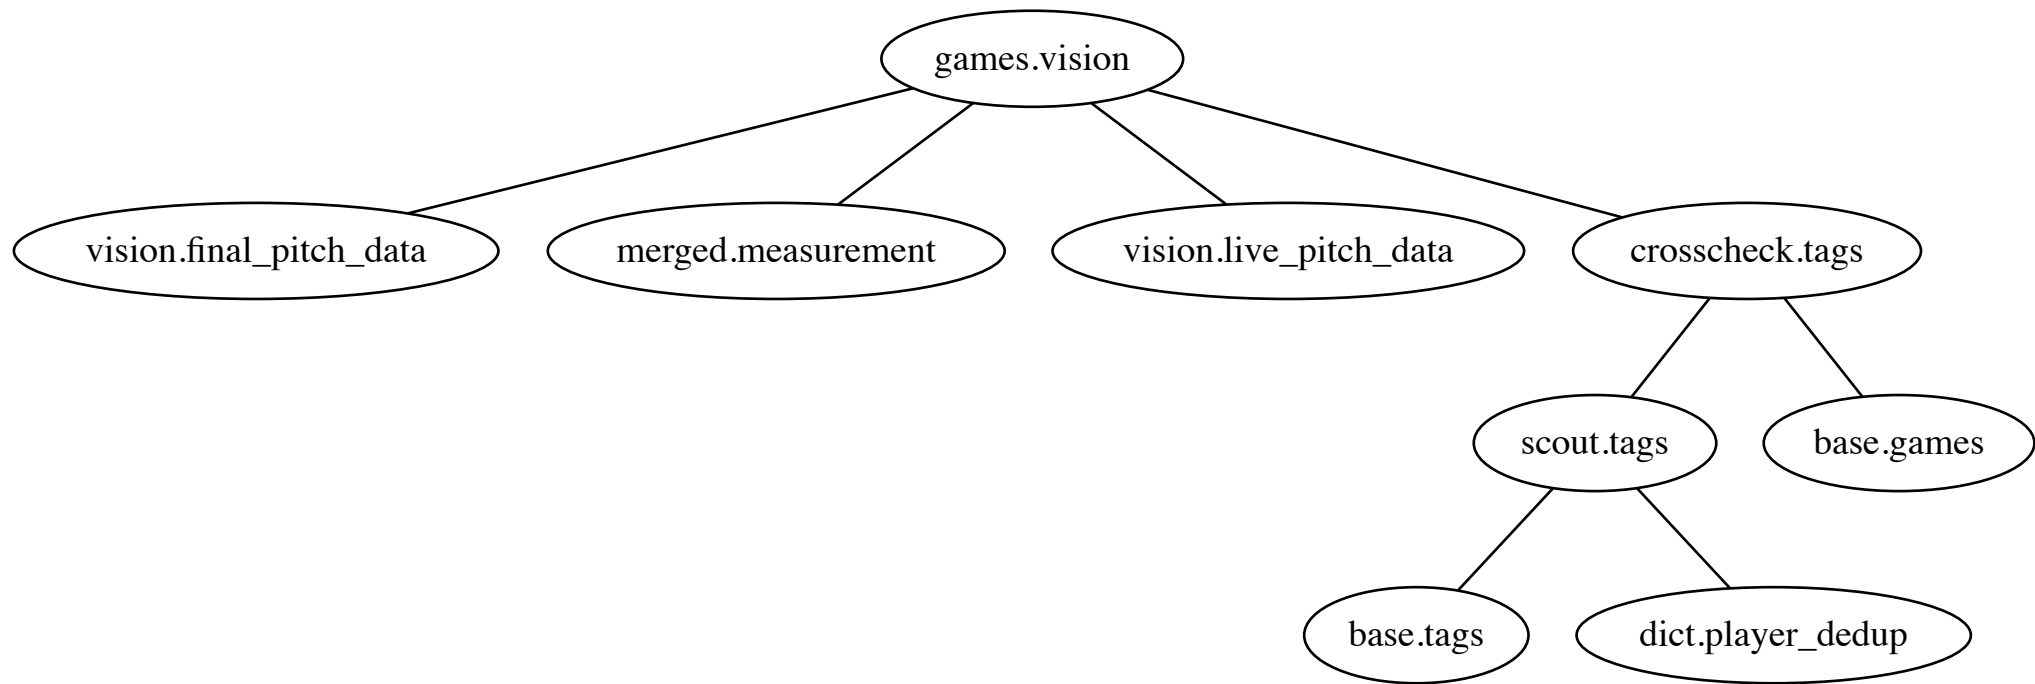 games.vision
vision.final_pitch_data
merged.measurement
vision.live_pitch_data
crosscheck.tags
scout.tags
base.games
base.tags
dict.player_dedup